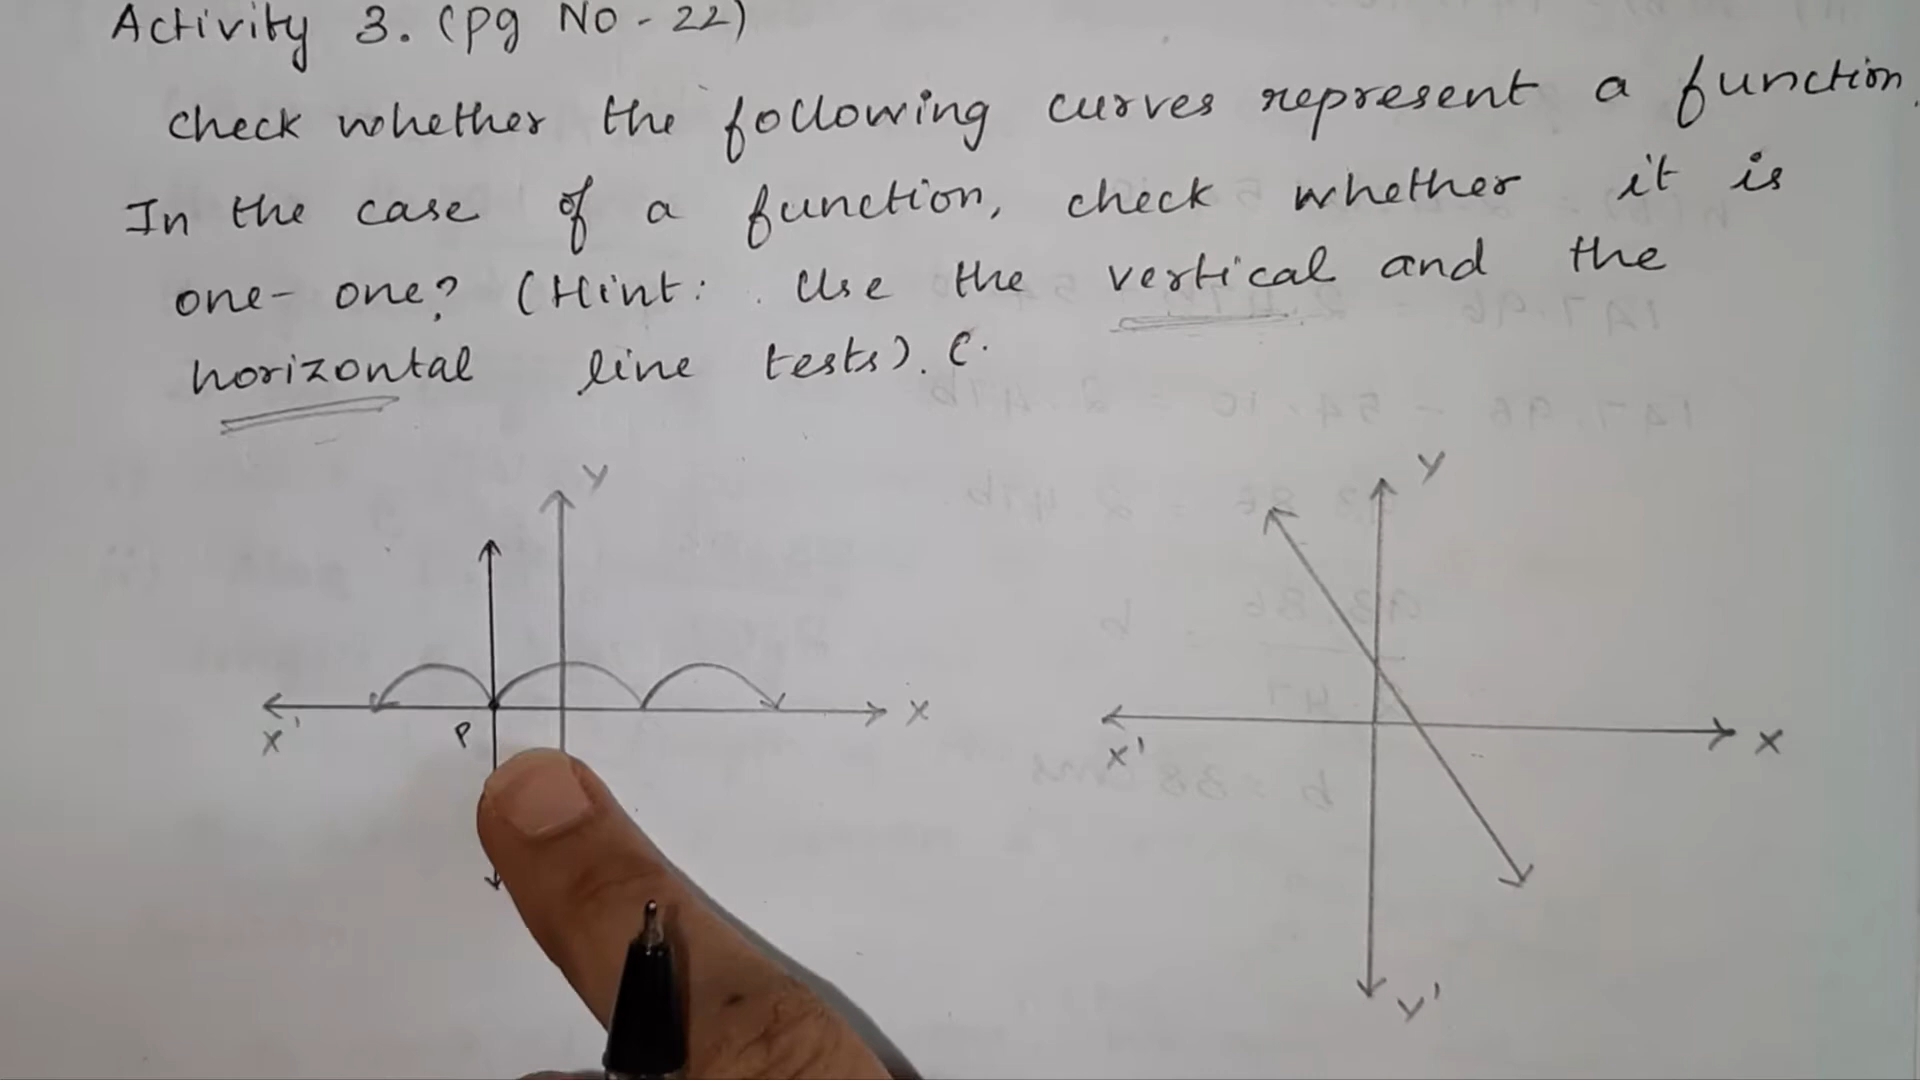 Activity 3. (pg No - 22)
check whether the following curves represent a function.
In the case of a function, check whether it is
one- one? (Hint: Use the vertical and the
horizontal line tests). C.
Y
Y
X' P X
X' X
Y'